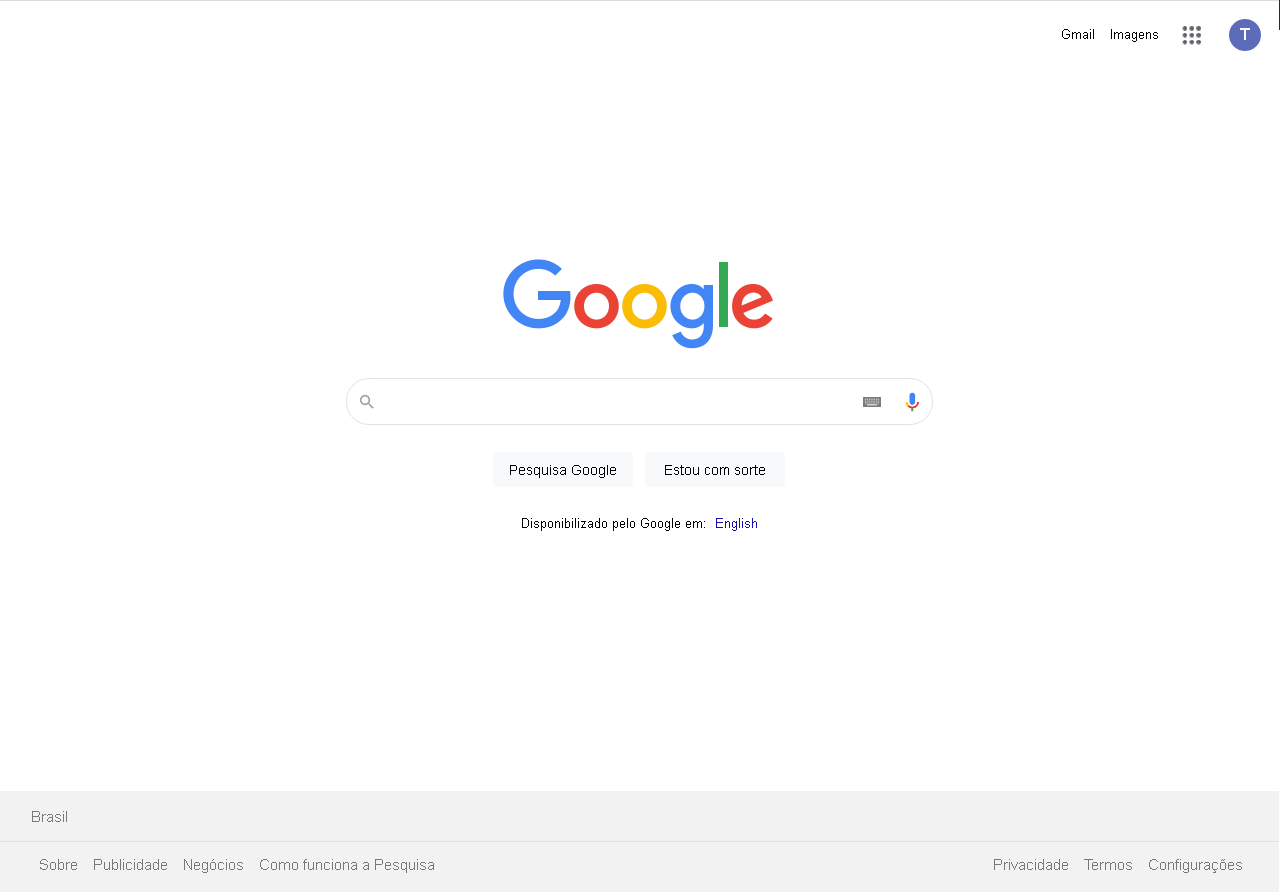 Gmail Imagens T
Google
Pesquisa Google Estou com sorte
Disponibilizado pelo Google em: English
Brasil
Sobre Publicidade Negócios Como funciona a Pesquisa Privacidade Termos Configurações